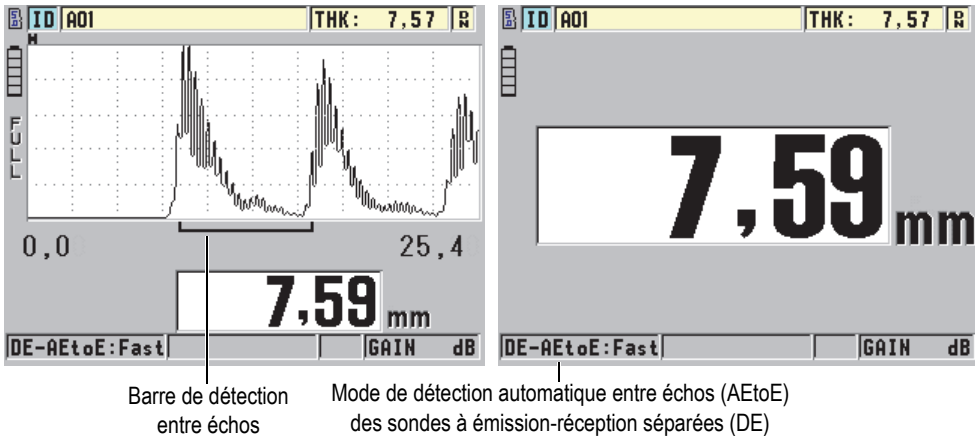 ID A01 THK: 7,57
FULL
0,0 25,4
7,59 mm
DE-AEtoE:Fast GAIN dB
Barre de détection
entre échos
ID A01 THK: 7,57
7,59 mm
DE-AEtoE:Fast GAIN dB
Mode de détection automatique entre échos (AEtoE)
des sondes à émission-réception séparées (DE)